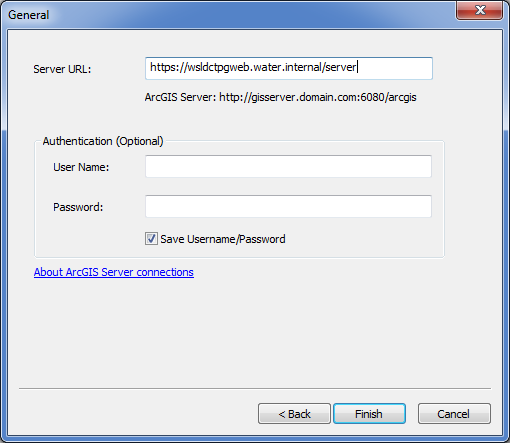 General
Server URL: https://wsldctpgweb.water.internal/server
ArcGIS Server: http://gisserver.domain.com:6080/arcgis
Authentication (Optional)
User Name:
Password:
Save Username/Password
About ArcGIS Server connections
< Back Finish Cancel